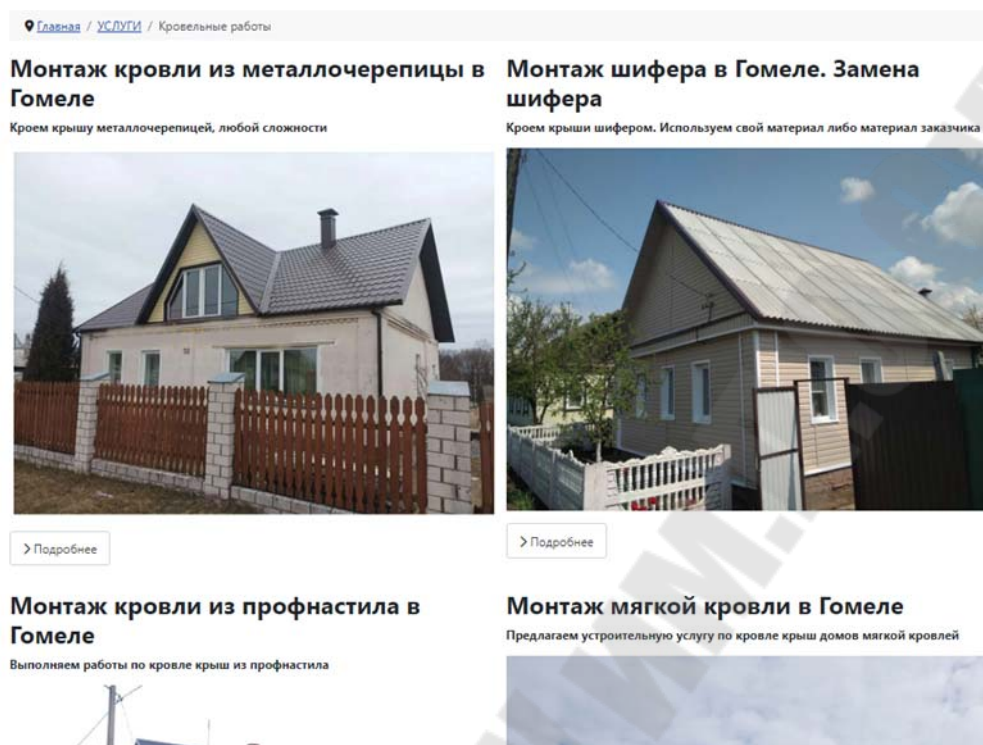 Главная / УСЛУГИ / Кровельные работы
Монтаж кровли из металлочерепицы в
Гомеле
Кроем крышу металлочерепицей, любой сложности
Подробнее
Монтаж шифера в Гомеле. Замена
шифера
Кроем крыши шифером. Используем свой материал либо материал заказчика
Подробнее
Монтаж кровли из профнастила в
Гомеле
Выполняем работы по кровле крыш из профнастила
Монтаж мягкой кровли в Гомеле
Предлагаем устроительную услугу по кровле крыш домов мягкой кровлей